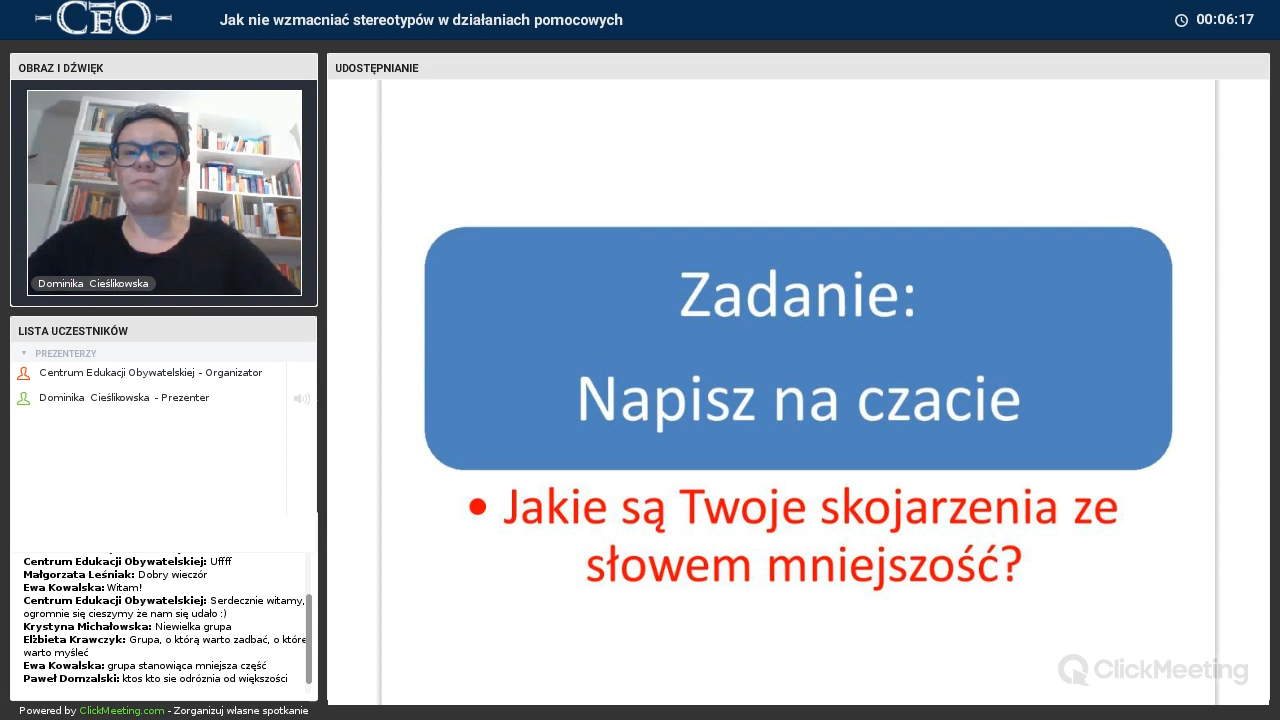 CEO
Jak nie wzmacniać stereotypów w działaniach pomocowych
00:06:17
OBRAZ I DŹWIĘK
Dominika Cieślikowska
LISTA UCZESTNIKÓW
PREZENTERZY
Centrum Edukacji Obywatelskiej - Organizator
Dominika Cieślikowska - Prezenter
Centrum Edukacji Obywatelskiej: Uffff
Małgorzata Leśniak: Dobry wieczór
Ewa Kowalska: Witam!
Centrum Edukacji Obywatelskiej: Serdecznie witamy,
ogromnie się cieszymy że nam się udało :)
Krystyna Michałowska: Niewielka grupa
Elżbieta Krawczyk: Grupa, o którą warto zadbać, o które
warto myśleć
Ewa Kowalska: grupa stanowiąca mniejsza część
Paweł Domzalski: ktos kto sie odróznia od większości
Powered by ClickMeeting.com - Zorganizuj własne spotkanie
UDOSTĘPNIANIE
Zadanie:
Napisz na czacie
• Jakie są Twoje skojarzenia ze
słowem mniejszość?
ClickMeeting